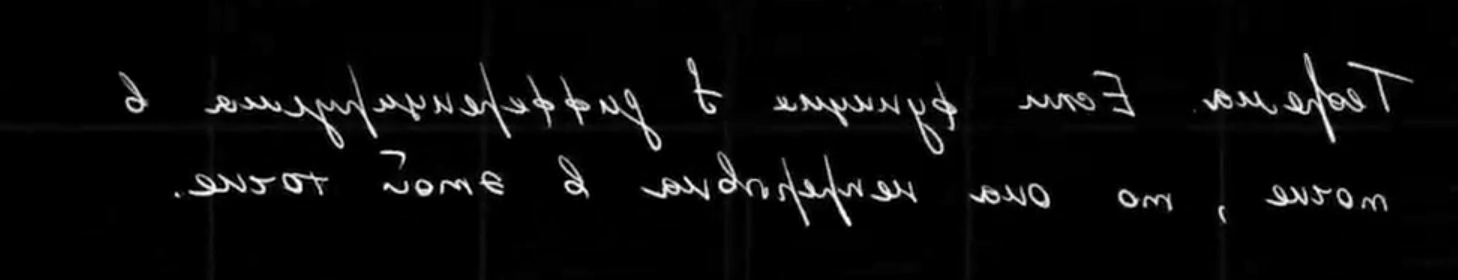 Теорема. Если функция f дифференцируема в
точке, то она непрерывна в этой точке.